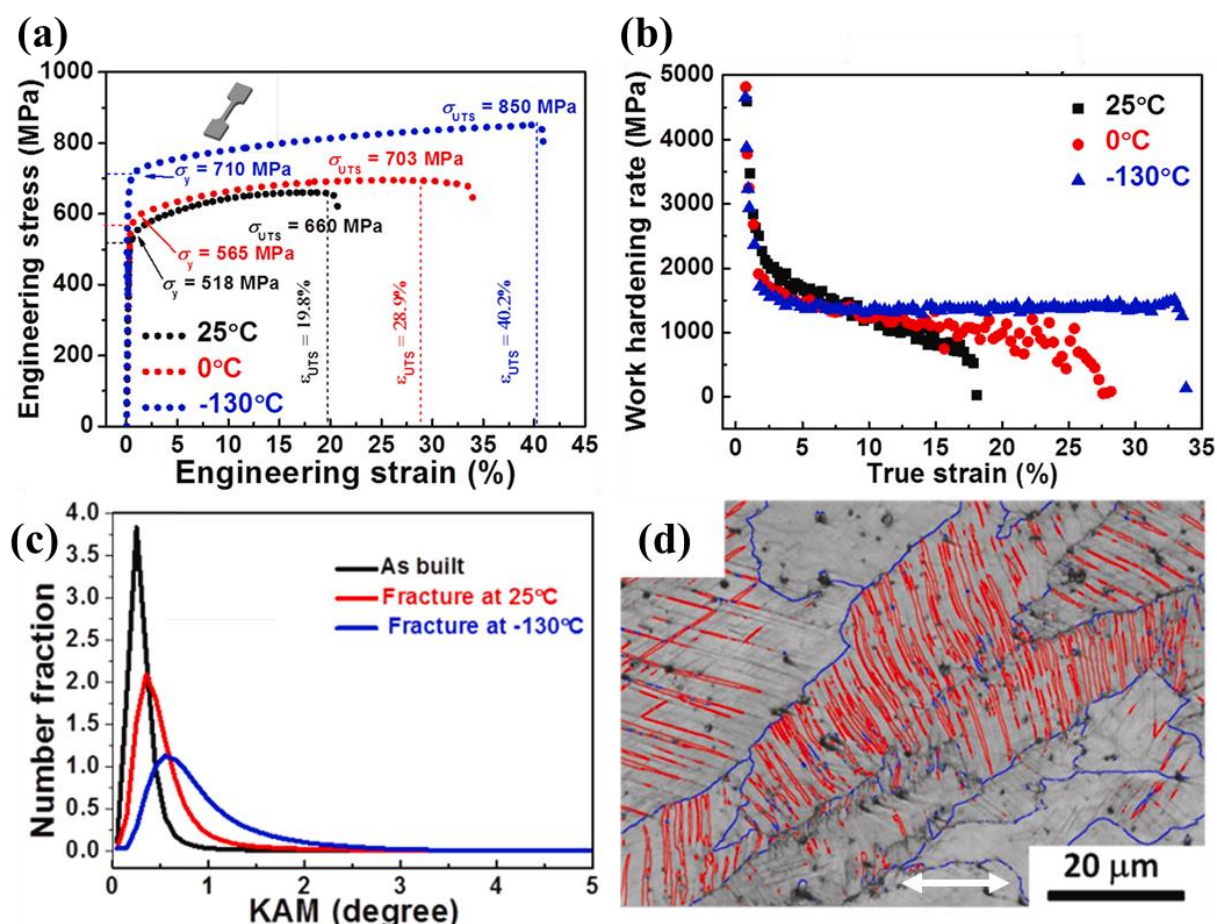 (a)
Engineering stress (MPa)
1000
800
600
400
200
0
σUTS = 850 MPa
σy = 710 MPa
σUTS = 703 MPa
σUTS = 660 MPa
σy = 565 MPa
σy = 518 MPa
εUTS = 19.8%
εUTS = 28.9%
εUTS = 40.2%
25°C
0°C
-130°C
0 5 10 15 20 25 30 35 40 45
Engineering strain (%)
(b)
Work hardening rate (MPa)
5000
4000
3000
2000
1000
0
25°C
0°C
-130°C
0 5 10 15 20 25 30 35
True strain (%)
(c)
Number fraction
4.0
3.5
3.0
2.5
2.0
1.5
1.0
0.5
0.0
As built
Fracture at 25°C
Fracture at -130°C
0 1 2 3 4 5
KAM (degree)
(d)
20 μm